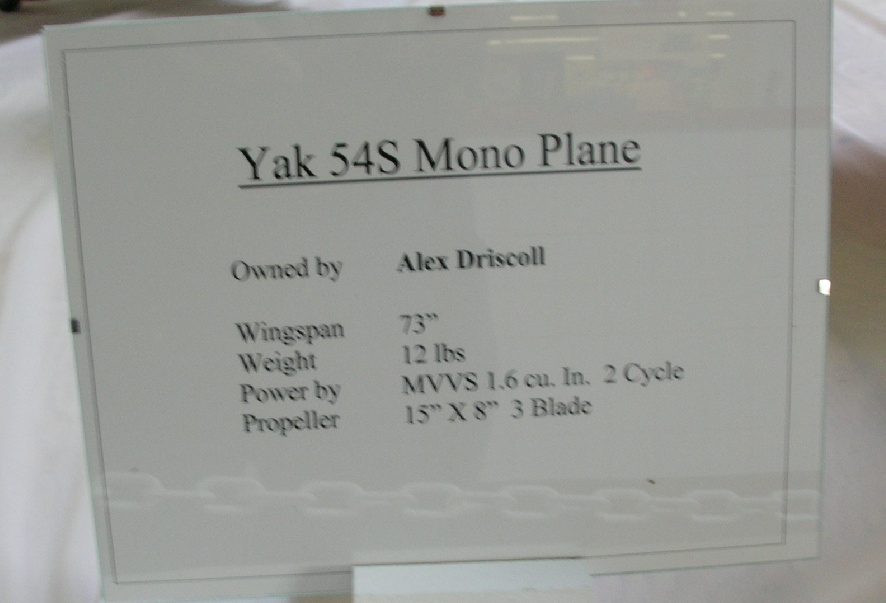 Yak 54S Mono Plane
Owned by Alex Driscoll
Wingspan 73”
Weight 12 lbs
Power by MVVS 1.6 cu. In. 2 Cycle
Propeller 15” X 8” 3 Blade